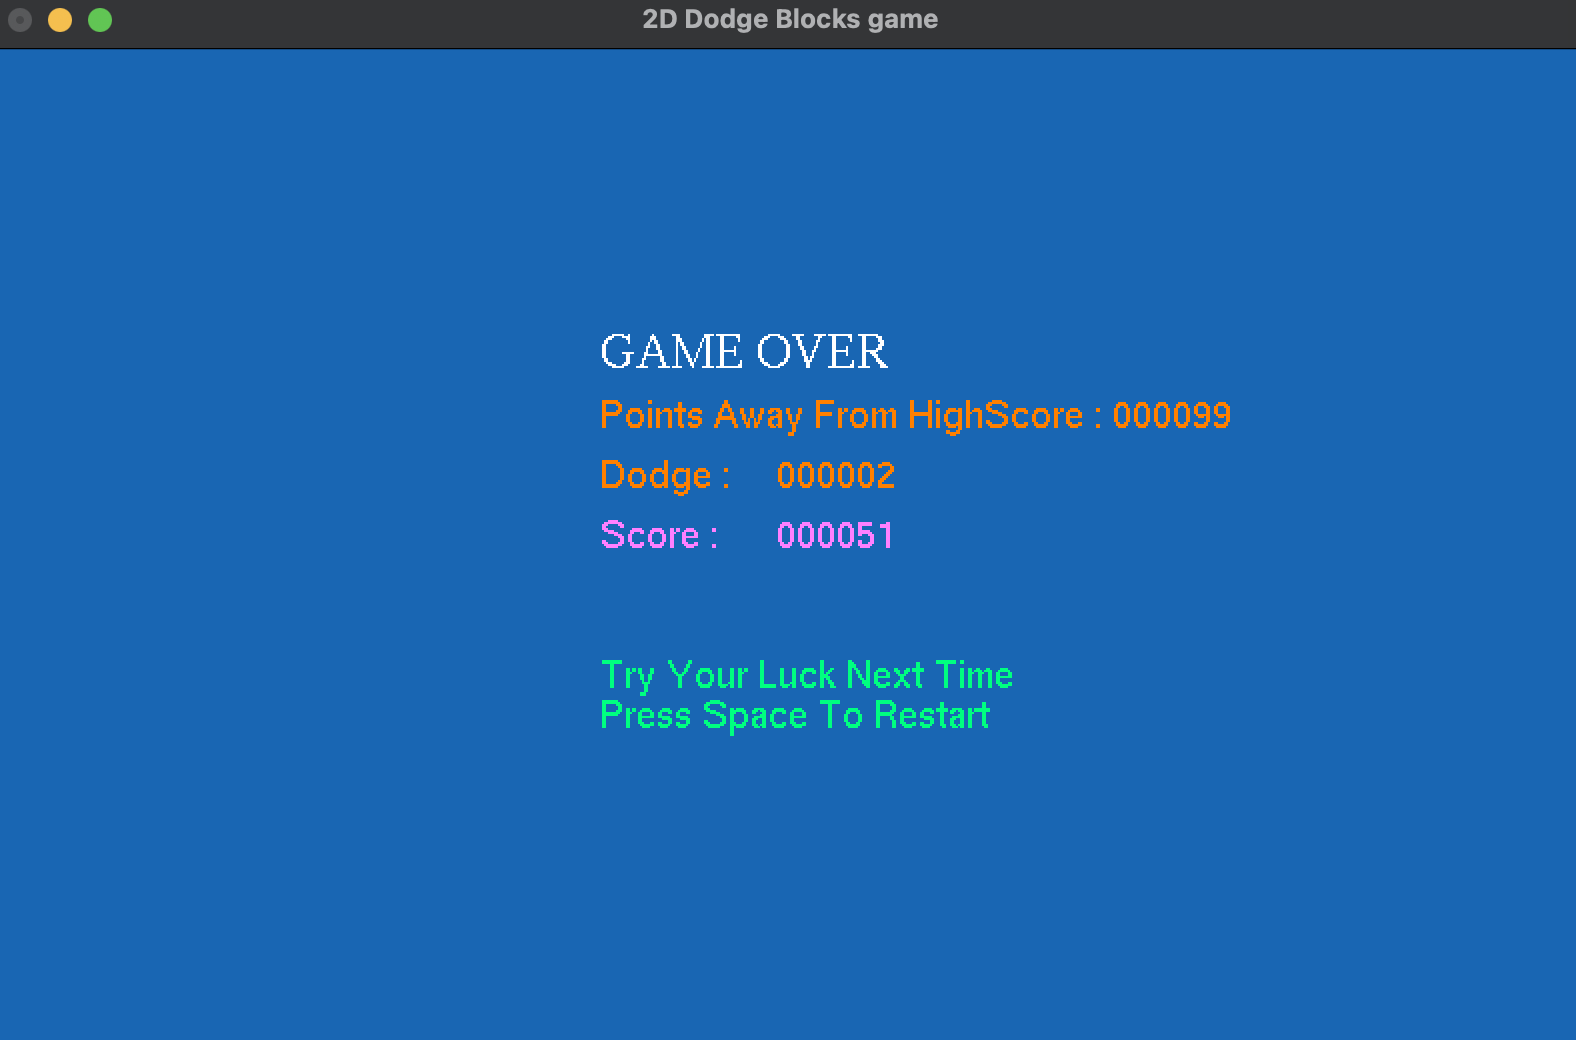 2D Dodge Blocks game
GAME OVER
Points Away From HighScore : 000099
Dodge : 000002
Score : 000051
Try Your Luck Next Time
Press Space To Restart